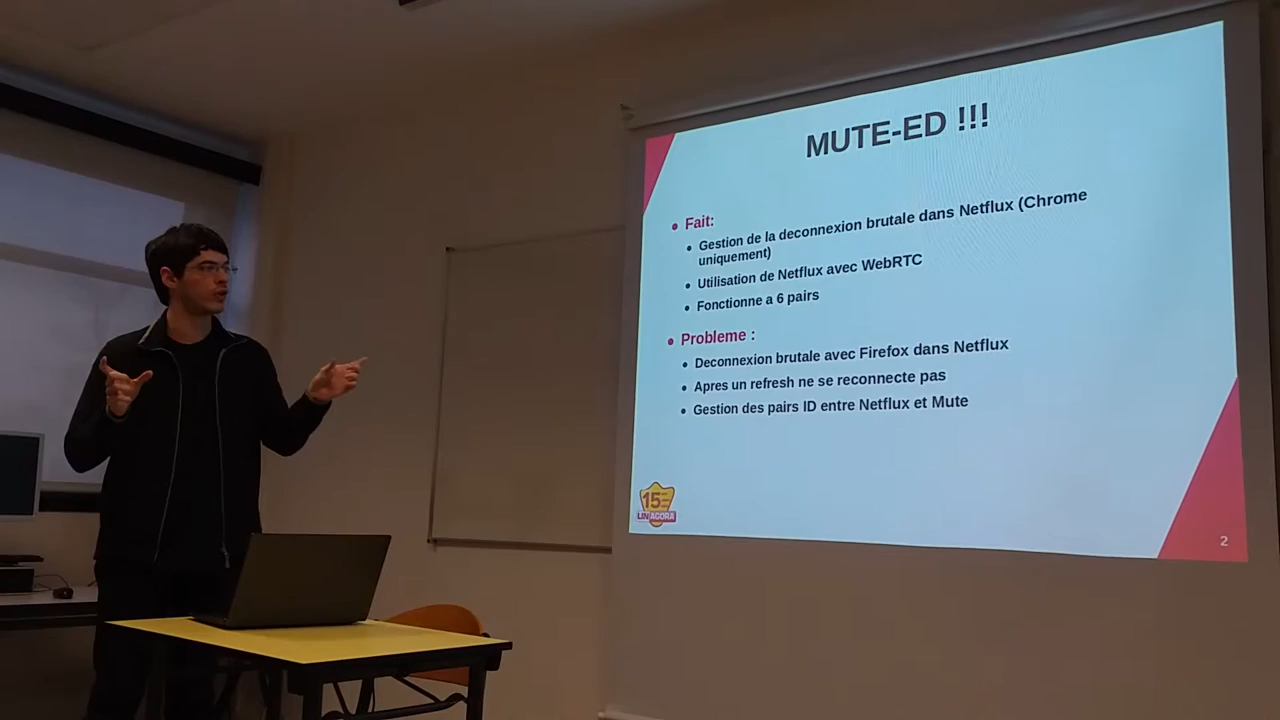 MUTE-ED !!!
Fait:
Gestion de la deconnexion brutale dans Netflux (Chrome
uniquement)
Utilisation de Netflux avec WebRTC
Fonctionne a 6 pairs
Probleme :
Deconnexion brutale avec Firefox dans Netflux
Apres un refresh ne se reconnecte pas
Gestion des pairs ID entre Netflux et Mute
15
LINAGORA
2